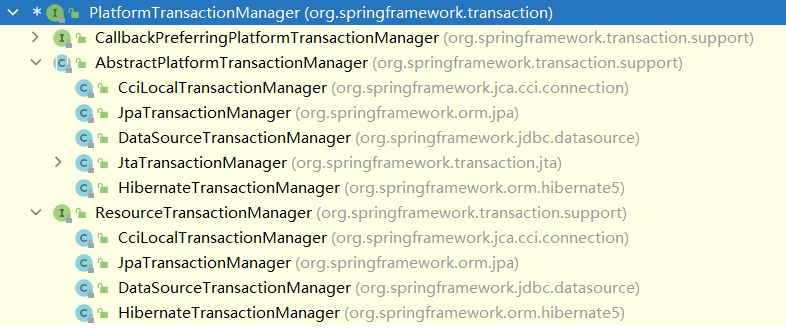 * PlatformTransactionManager (org.springframework.transaction)
CallbackPreferringPlatformTransactionManager (org.springframework.transaction.support)
AbstractPlatformTransactionManager (org.springframework.transaction.support)
CciLocalTransactionManager (org.springframework.jca.cci.connection)
JpaTransactionManager (org.springframework.orm.jpa)
DataSourceTransactionManager (org.springframework.jdbc.datasource)
JtaTransactionManager (org.springframework.transaction.jta)
HibernateTransactionManager (org.springframework.orm.hibernate5)
ResourceTransactionManager (org.springframework.transaction.support)
CciLocalTransactionManager (org.springframework.jca.cci.connection)
JpaTransactionManager (org.springframework.orm.jpa)
DataSourceTransactionManager (org.springframework.jdbc.datasource)
HibernateTransactionManager (org.springframework.orm.hibernate5)